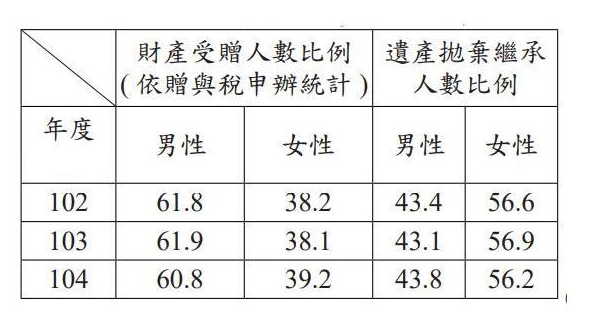 財產受贈人數比例 遺產拋棄繼承
(依贈與稅申辦統計) 人數比例
年度 男性 女性 男性 女性
102 61.8 38.2 43.4 56.6
103 61.9 38.1 43.1 56.9
104 60.8 39.2 43.8 56.2